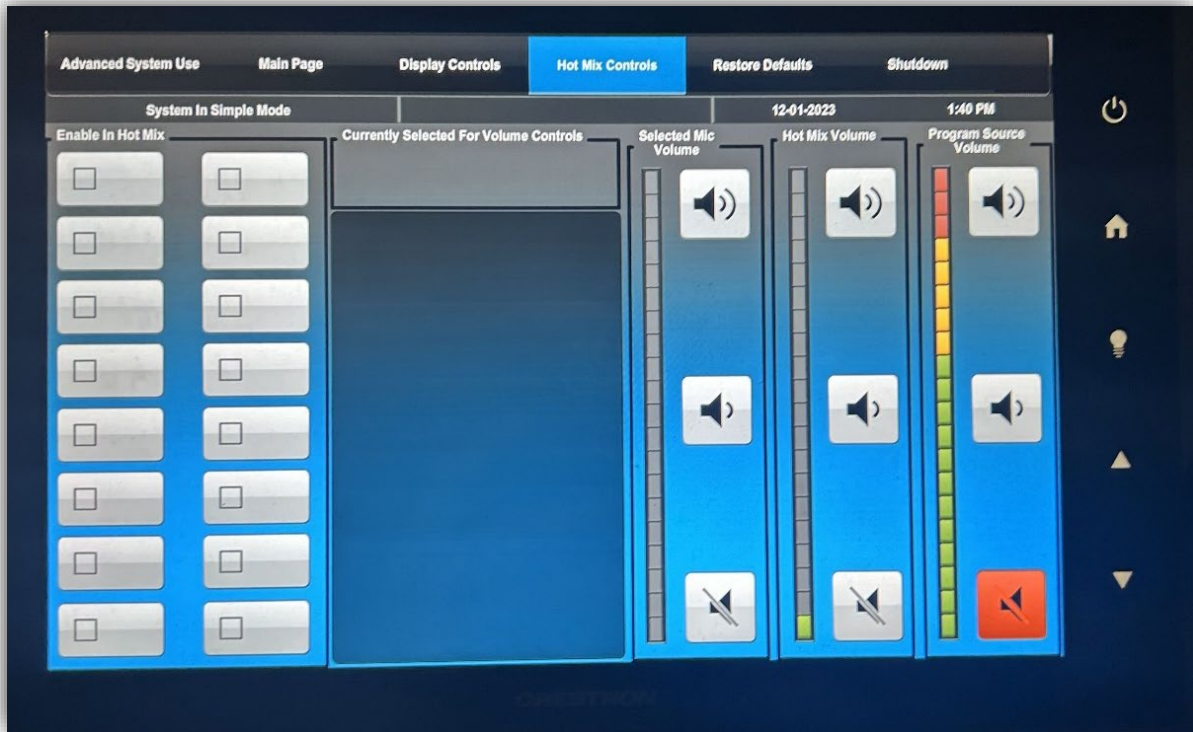 Advanced System Use
Main Page
Display Controls
Hot Mix Controls
Restore Defaults
Shutdown
System In Simple Mode
12-01-2023
1:40 PM
Enable In Hot Mix
Currently Selected For Volume Controls
Selected Mic
Volume
Hot Mix Volume
Program Source
Volume
CRESTRON